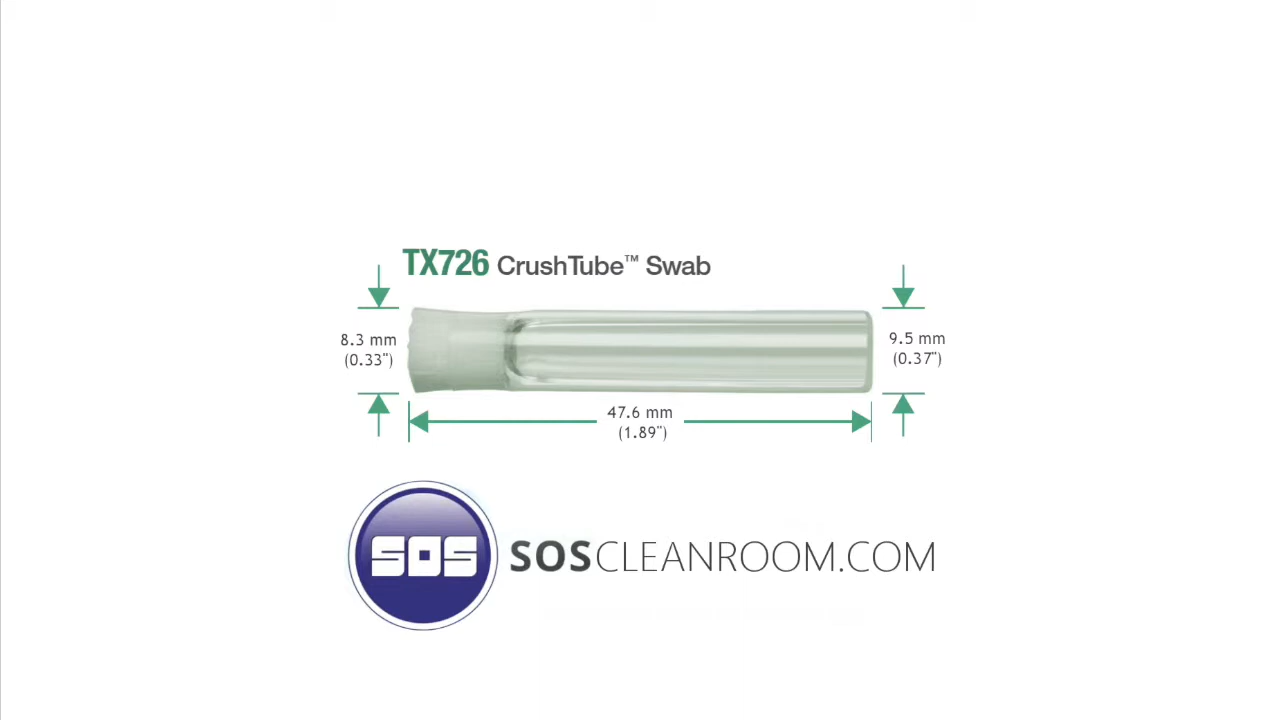 TX726 CrushTube™ Swab
8.3 mm
(0.33")
9.5 mm
(0.37")
47.6 mm
(1.89")
SOS
SOSCLEANROOM.COM